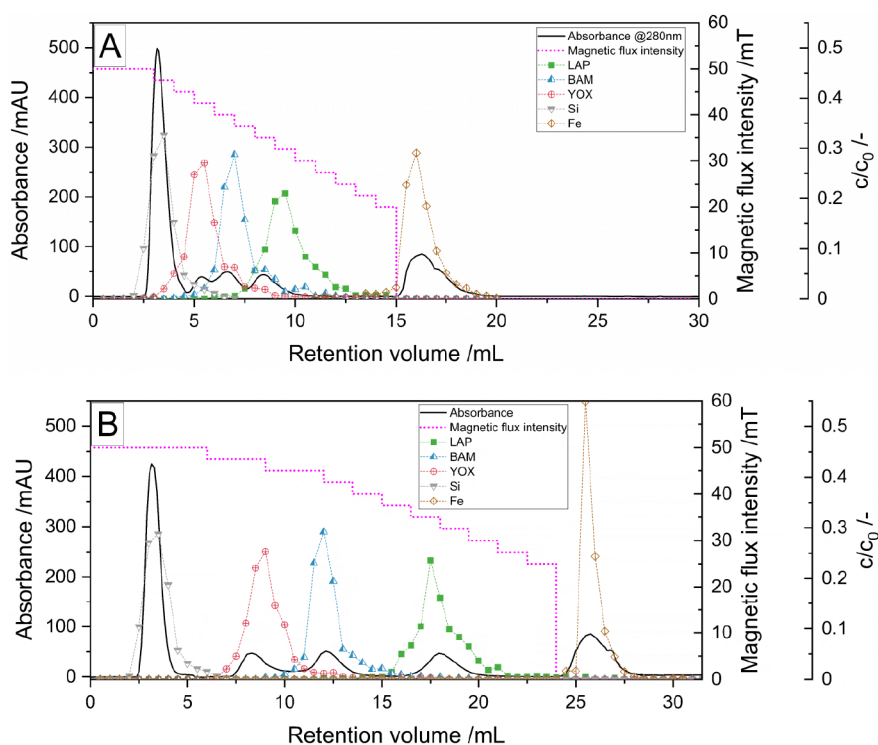 A
Absorbance /mAU
500
400
300
200
100
0
0
5
10
15
20
25
30
Retention volume /mL
Absorbance @280nm
Magnetic flux intensity
LAP
BAM
YOX
Si
Fe
60
50
40
30
20
10
0
Magnetic flux intensity /mT
0.5
0.4
0.3
0.2
0.1
0
c/c0 /-
B
Absorbance /mAU
500
400
300
200
100
0
0
5
10
15
20
25
30
Retention volume /mL
Absorbance
Magnetic flux intensity
LAP
BAM
YOX
Si
Fe
60
50
40
30
20
10
0
Magnetic flux intensity /mT
0.5
0.4
0.3
0.2
0.1
0
c/c0 /-